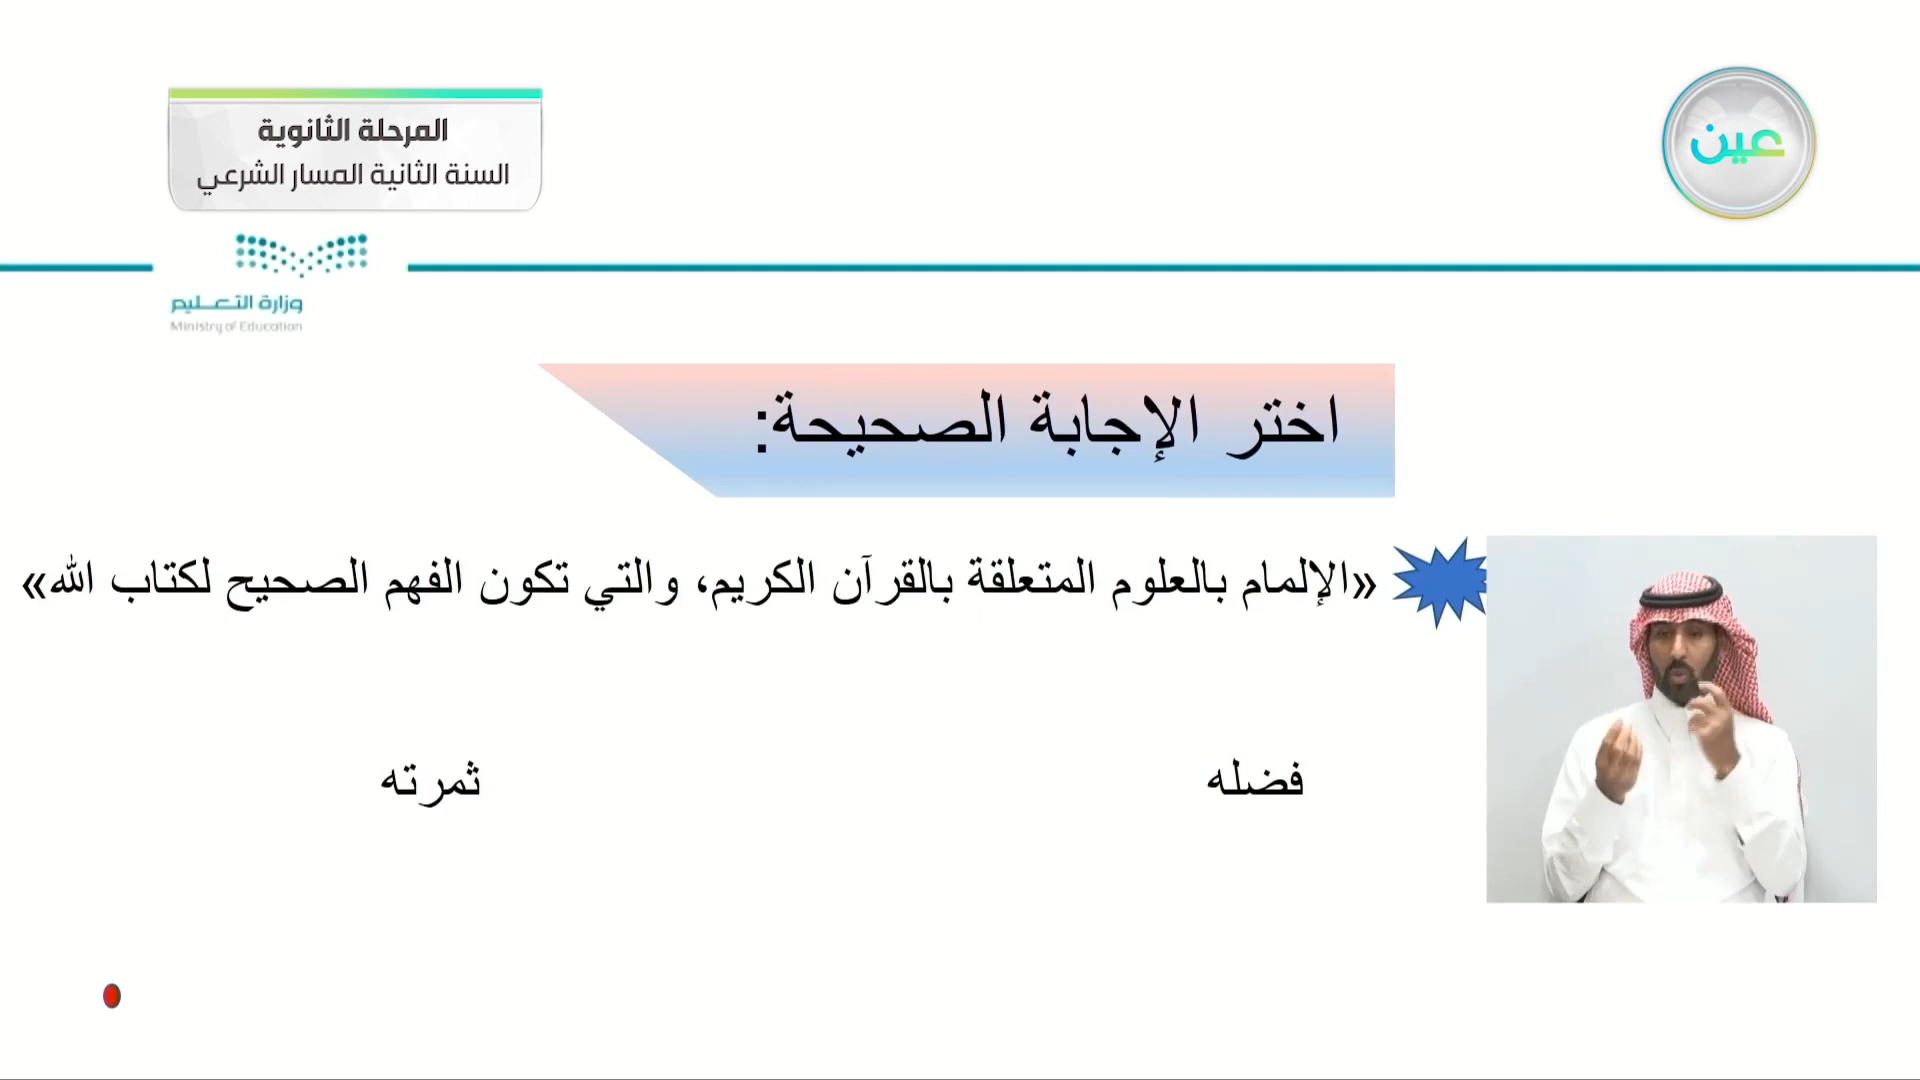 المرحلة الثانوية
السنة الثانية المسار الشرعي
عين
وزارة التعليم
Ministry of Education
اختر الإجابة الصحيحة:
«الإلمام بالعلوم المتعلقة بالقرآن الكريم، والتي تكون الفهم الصحيح لكتاب الله»
فضله
ثمرته